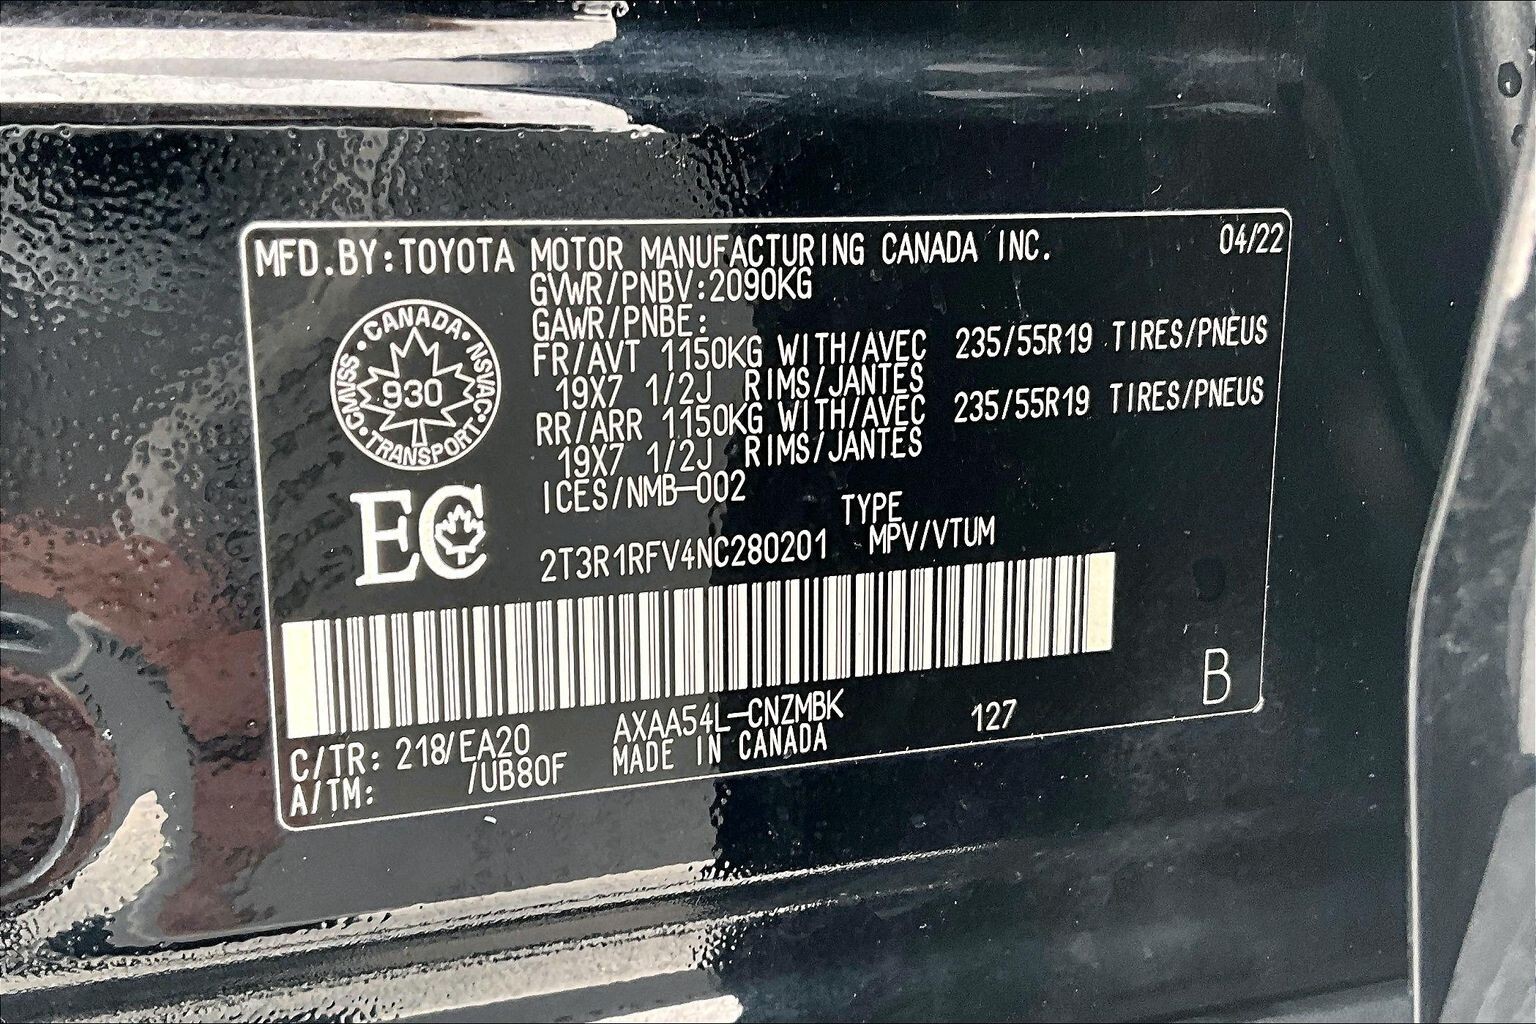 MFD.BY:TOYOTA MOTOR MANUFACTURING CANADA INC. 04/22
GVWR/PNBV:2090KG
GAWR/PNBE:
FR/AVT 1150KG WITH/AVEC 235/55R19 TIRES/PNEUS
19X7 1/2J RIMS/JANTES
RR/ARR 1150KG WITH/AVEC 235/55R19 TIRES/PNEUS
19X7 1/2J RIMS/JANTES
ICES/NMB-002
CANADA
CMVSS 930 NSVAC
TRANSPORT
EC
TYPE
2T3R1RFV4NC280201 MPV/VTUM
B
C/TR: 218/EA20 AXAA54L-CNZMBK 127
A/TM: /UB80F MADE IN CANADA